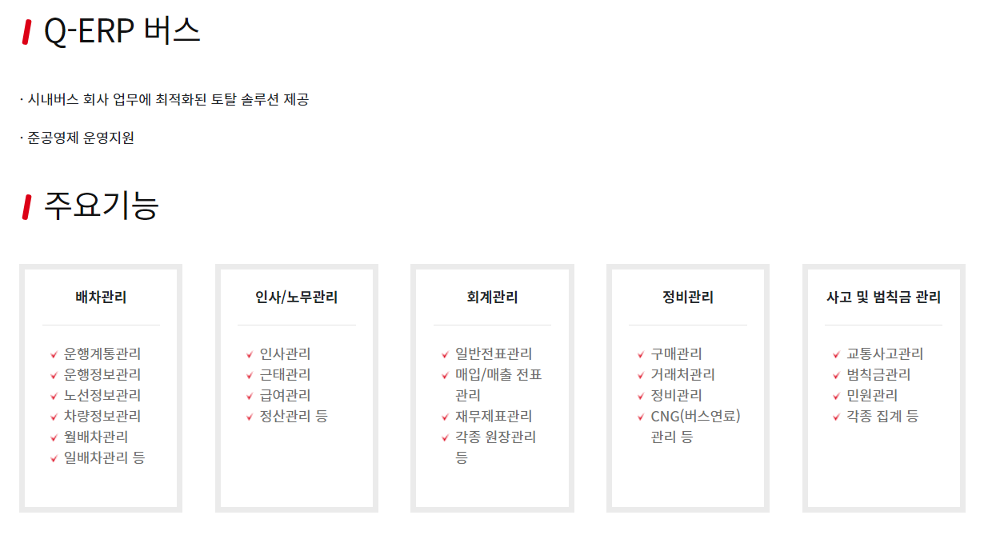 Q-ERP 버스
· 시내버스 회사 업무에 최적화된 토탈 솔루션 제공
· 준공영제 운영지원
주요기능
배차관리
운행계통관리
운행정보관리
노선정보관리
차량정보관리
월배차관리
일배차관리 등
인사/노무관리
인사관리
근태관리
급여관리
정산관리 등
회계관리
일반전표관리
매입/매출 전표
관리
재무제표관리
각종 원장관리
등
정비관리
구매관리
거래처관리
정비관리
CNG(버스연료)
관리 등
사고 및 범칙금 관리
교통사고관리
범칙금관리
민원관리
각종 집계 등